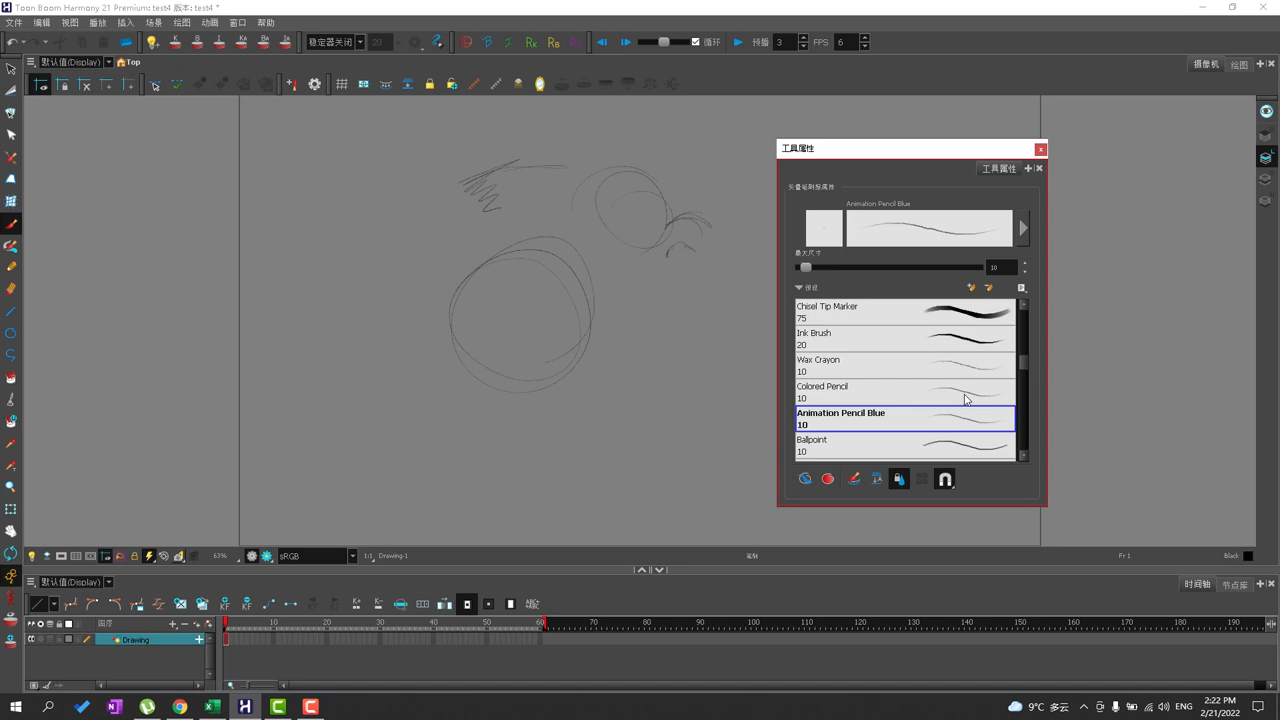 Toon Boom Harmony 21 Premium: test4 版本: test4 *
文件 编辑 视图 播放 插入 场景 绘图 动画 窗口 帮助
稳定器关闭 20 循环 预播 3 FPS 6
默认值(Display) Top 摄像机 绘图
工具属性
工具属性
矢量笔刷版属性
Animation Pencil Blue
最大尺寸
10
预设
Chisel Tip Marker
75
Ink Brush
20
Wax Crayon
10
Colored Pencil
10
Animation Pencil Blue
10
Ballpoint
10
63% sRGB 1:1, Drawing-1 笔刷 Fr 1 Black
默认值(Display) 时间轴 节点库
图层 10 20 30 40 50 60 70 80 90 100 110 120 130 140 150 160 170 180 190
Drawing
9°C 多云 ENG 2:22 PM
2/21/2022